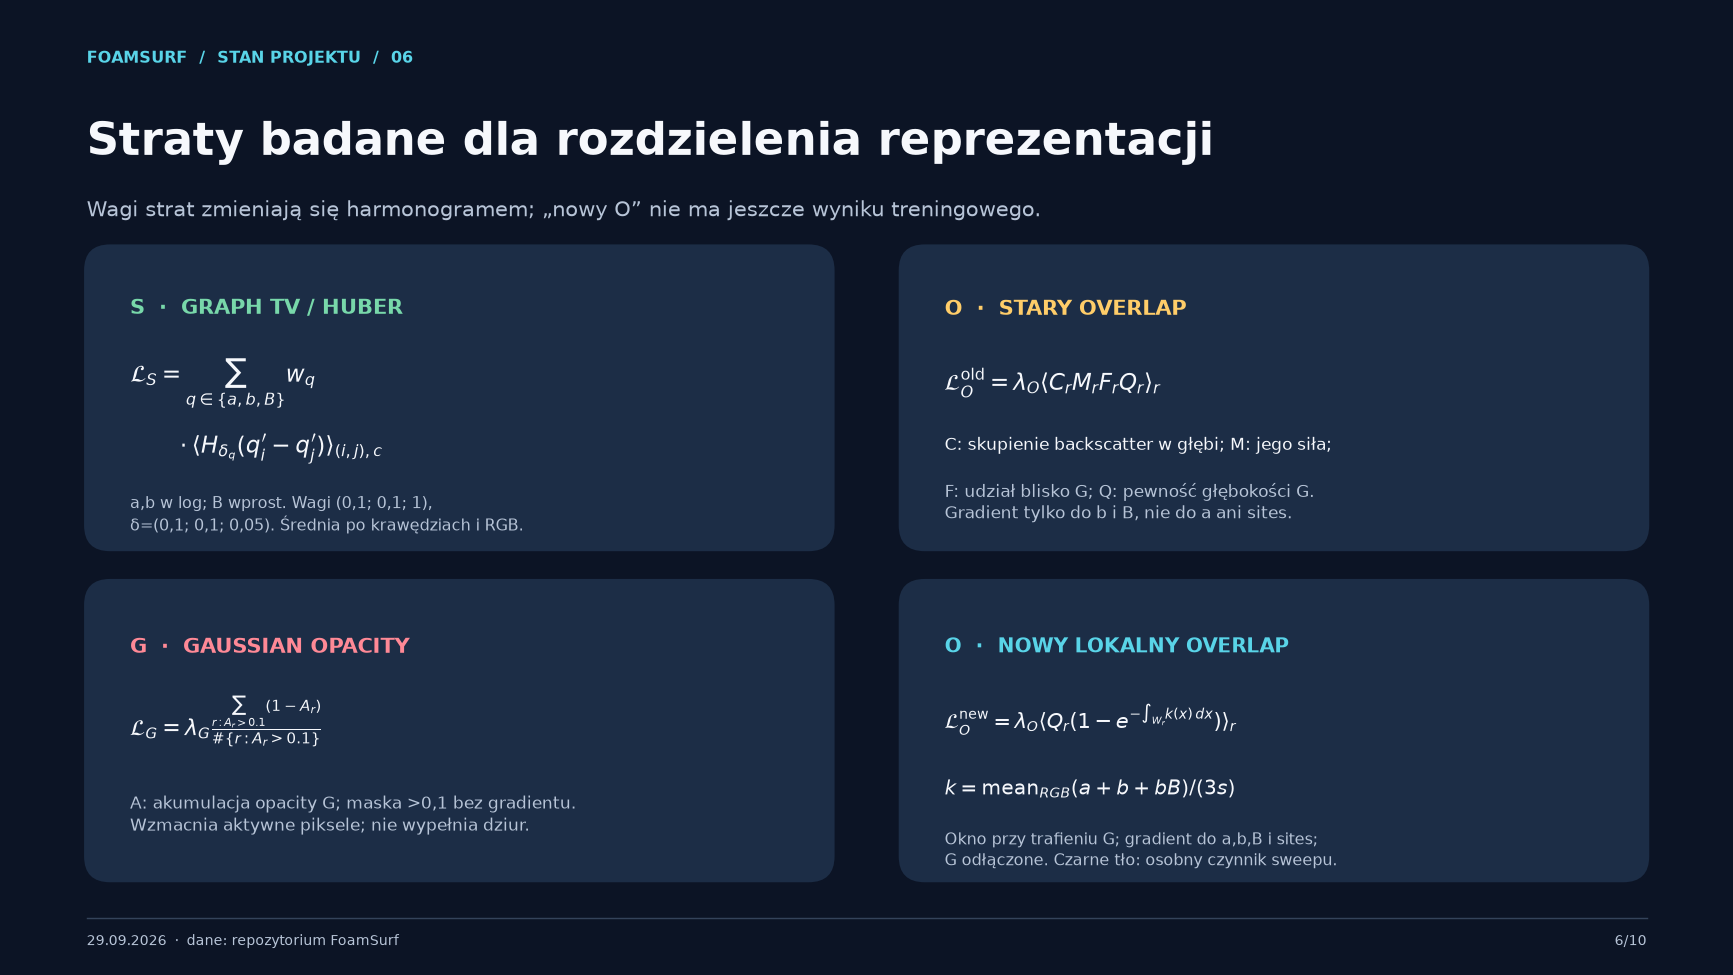 FOAMSURF / STAN PROJEKTU / 06
Straty badane dla rozdzielenia reprezentacji
Wagi strat zmieniają się harmonogramem; „nowy O” nie ma jeszcze wyniku treningowego.
S · GRAPH TV / HUBER
ℒ_S = ∑_{q ∈ {a, b, B}} w_q
· ⟨H_{δ_q}(q′_i − q′_j)⟩_{(i, j), c}
a,b w log; B wprost. Wagi (0,1; 0,1; 1),
δ=(0,1; 0,1; 0,05). Średnia po krawędziach i RGB.
O · STARY OVERLAP
ℒ_O^{old} = λ_O⟨C_r M_r F_r Q_r⟩_r
C: skupienie backscatter w głębi; M: jego siła;
F: udział blisko G; Q: pewność głębokości G.
Gradient tylko do b i B, nie do a ani sites.
G · GAUSSIAN OPACITY
ℒ_G = λ_G \frac{∑_{r : A_r > 0.1} (1 − A_r)}{#{r : A_r > 0.1}}
A: akumulacja opacity G; maska >0,1 bez gradientu.
Wzmacnia aktywne piksele; nie wypełnia dziur.
O · NOWY LOKALNY OVERLAP
ℒ_O^{new} = λ_O⟨Q_r(1 − e^{−∫_{W_r} k(x) dx})⟩_r
k = mean_{RGB}(a + b + bB)/(3s)
Okno przy trafieniu G; gradient do a,b,B i sites;
G odłączone. Czarne tło: osobny czynnik sweepu.
29.09.2026 · dane: repozytorium FoamSurf
6/10